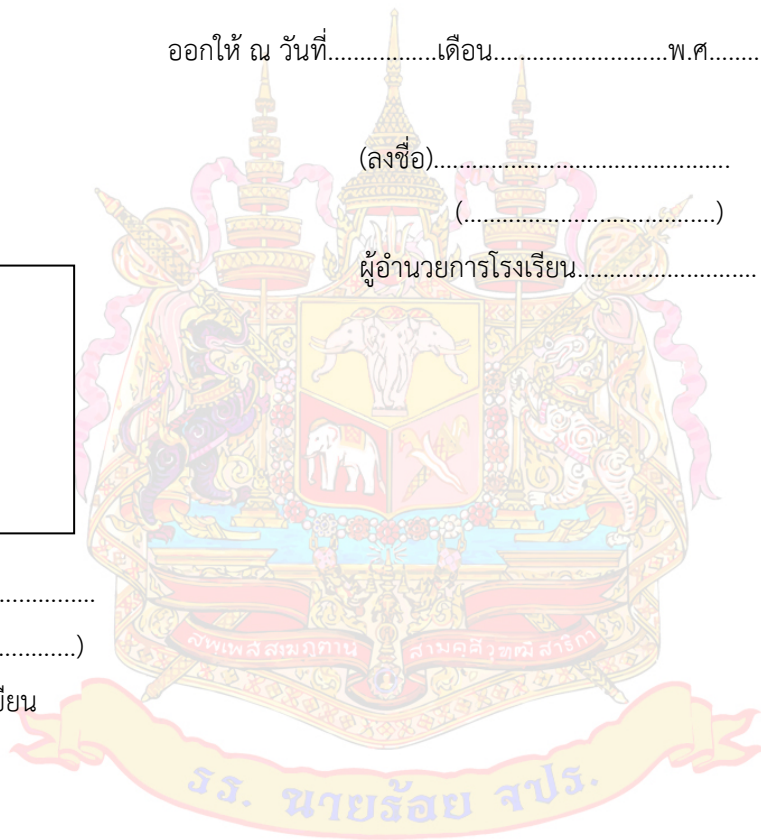 ออกให้ ณ วันที่.................เดือน...........................พ.ศ........
(ลงชื่อ)..............................................
(.......................................)
ผู้อำนวยการโรงเรียน............................
...............
............)
สพฺเพสํ สงฺฆภูตานํ สามคฺคี วุฑฺฒิ สาธิกา
รร. นายร้อย จปร.